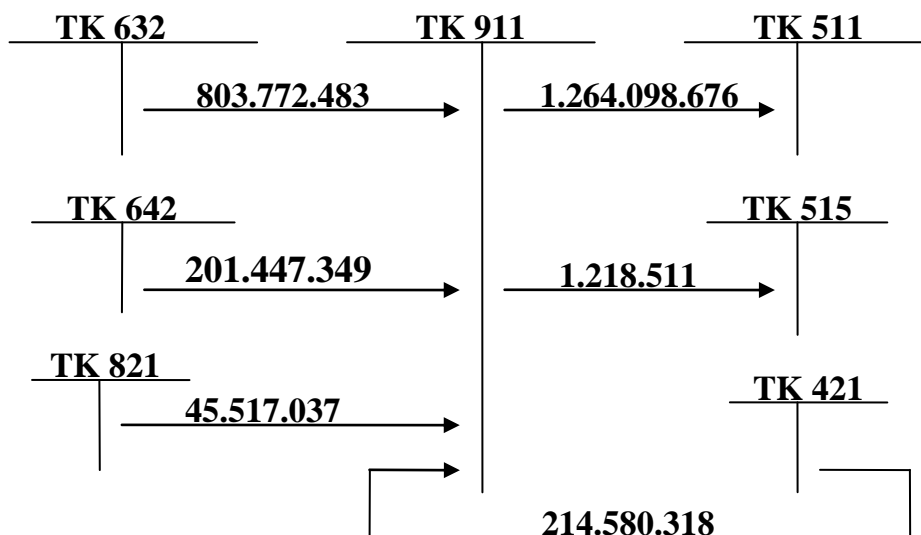 TK 632 TK 911 TK 511
803.772.483 1.264.098.676
TK 642 TK 515
201.447.349 1.218.511
TK 821 TK 421
45.517.037
214.580.318